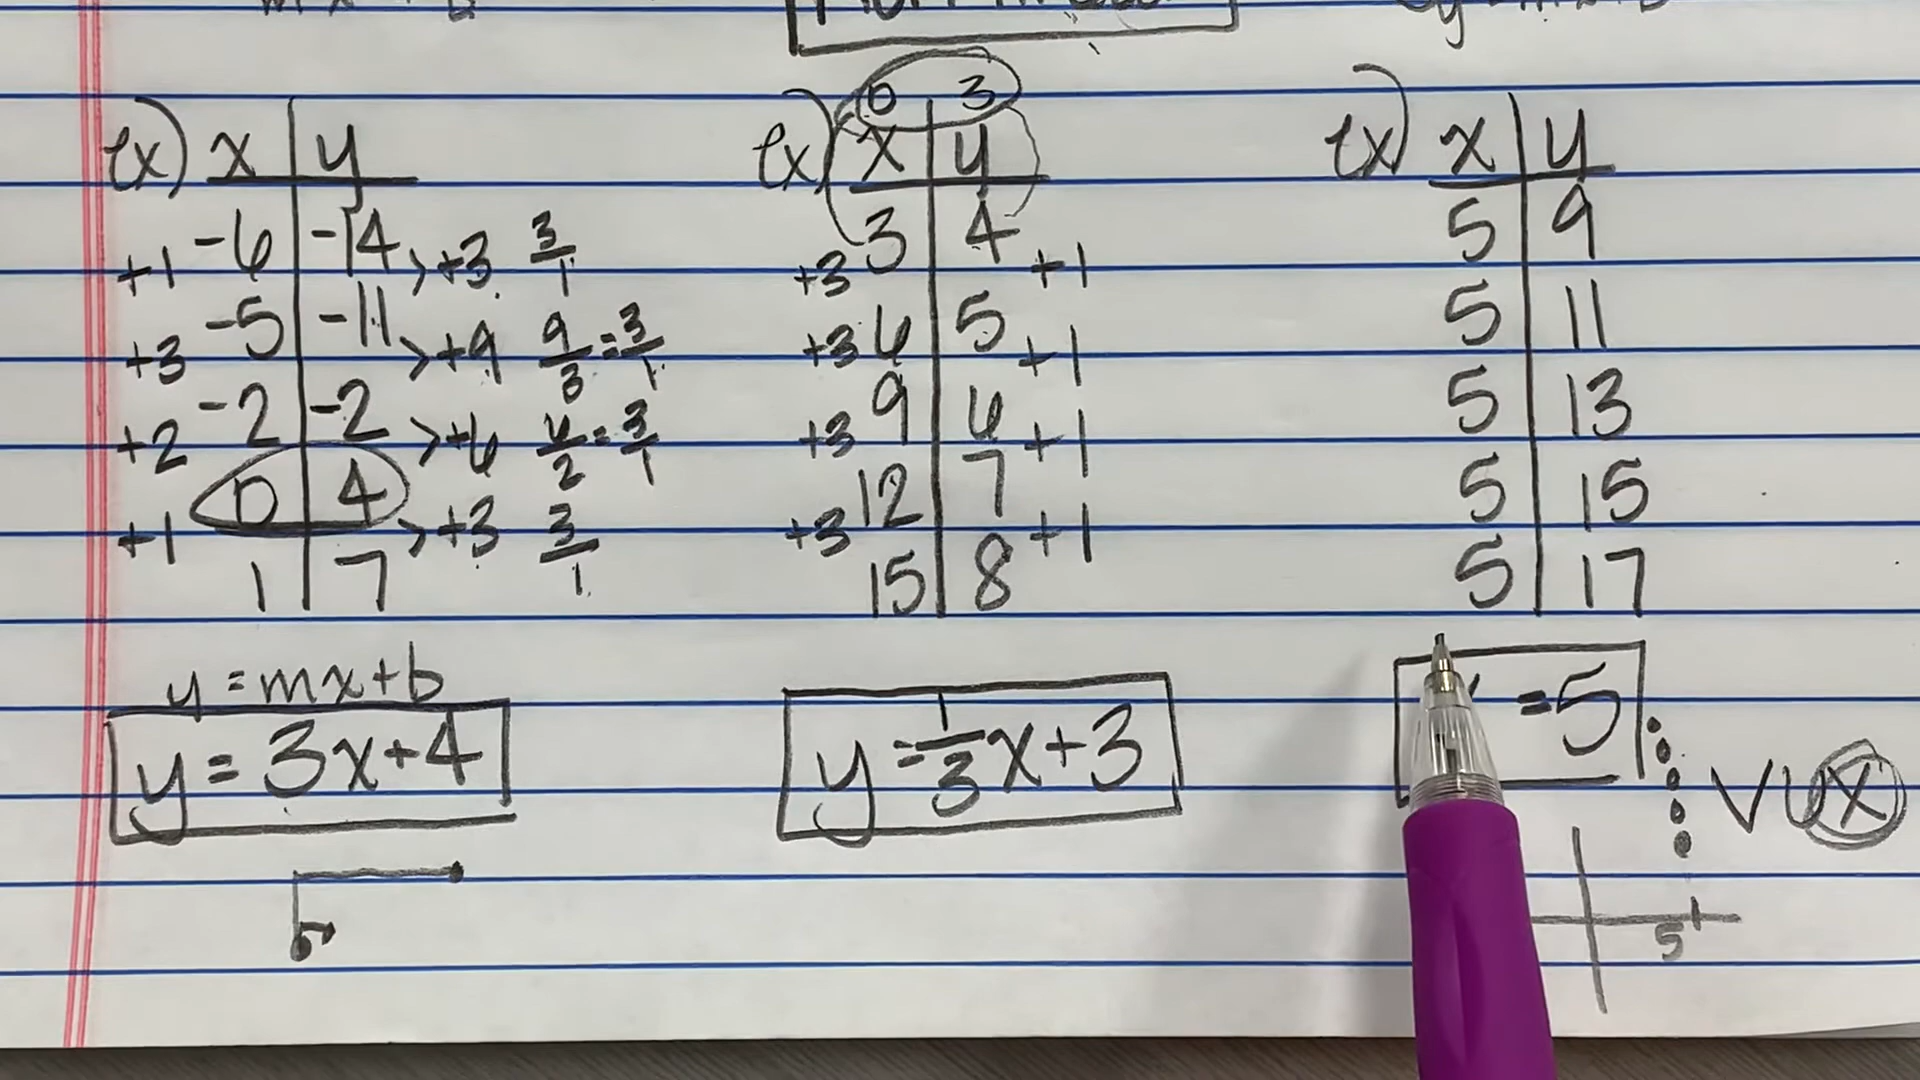 ex) x | y
-6 | -14
-5 | -11
-2 | -2
0 | 4
1 | 7
+1
+3
+2
+1
> +3 3/1
> +9 9/3 = 3/1
> +6 6/2 = 3/1
> +3 3/1
y = mx + b
y = 3x + 4
0 3
ex) x | y
3 | 4
6 | 5
9 | 6
12 | 7
15 | 8
+3 +1
+3 +1
+3 +1
+3 +1
y = 1/3 x + 3
ex) x | y
5 | 9
5 | 11
5 | 13
5 | 15
5 | 17
= 5
VUX
5